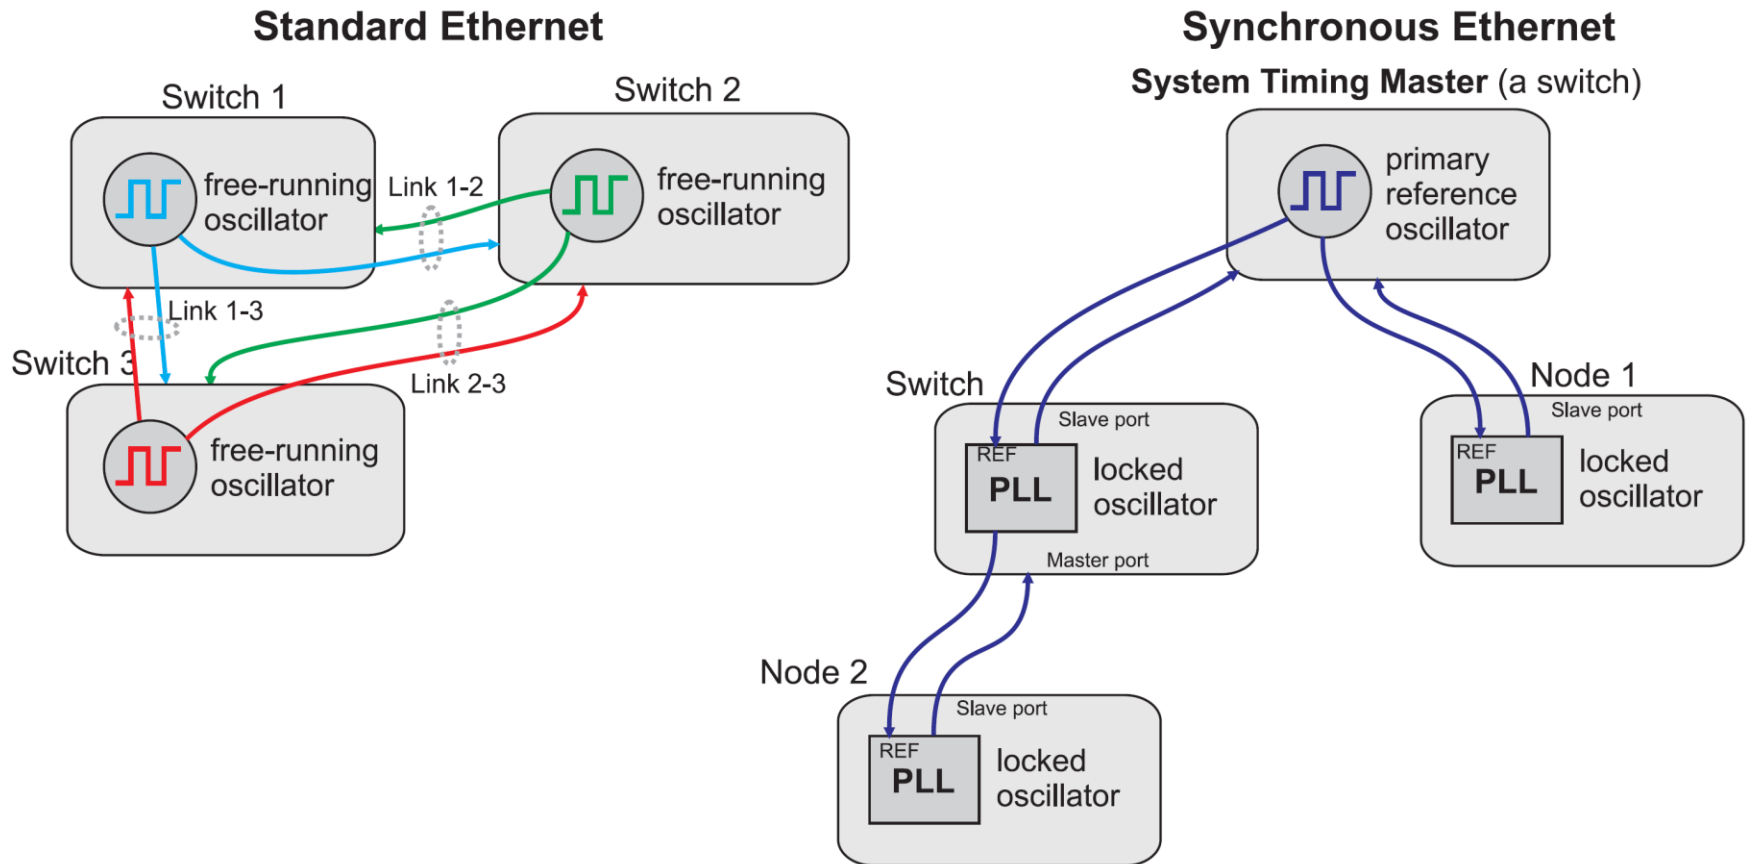 Standard Ethernet
Switch 1
Switch 2
free-running
oscillator
Link 1-2
free-running
oscillator
Link 1-3
Switch 3
Link 2-3
free-running
oscillator
Synchronous Ethernet
System Timing Master (a switch)
primary
reference
oscillator
Switch
Slave port
REF
PLL
locked
oscillator
Master port
Node 1
Slave port
REF
PLL
locked
oscillator
Node 2
Slave port
REF
PLL
locked
oscillator